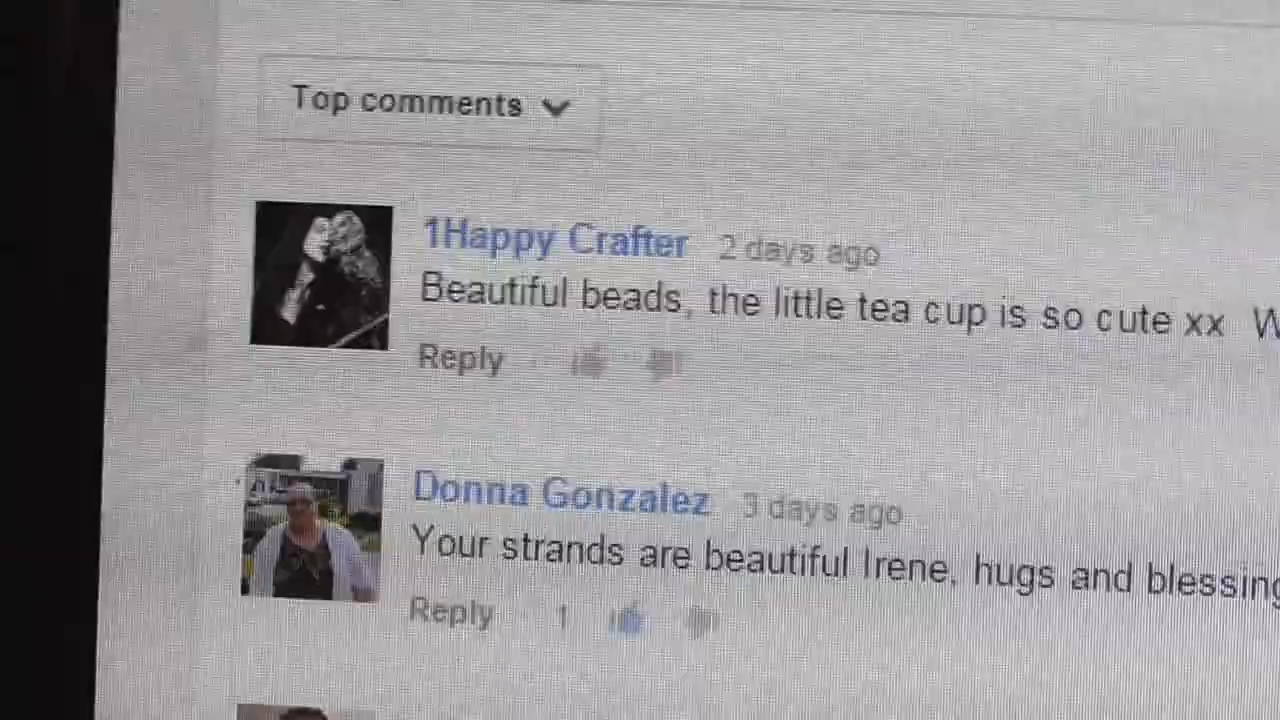 Top comments
1Happy Crafter 2 days ago
Beautiful beads, the little tea cup is so cute xx W
Reply
Donna Gonzalez 3 days ago
Your strands are beautiful Irene, hugs and blessing
Reply 1